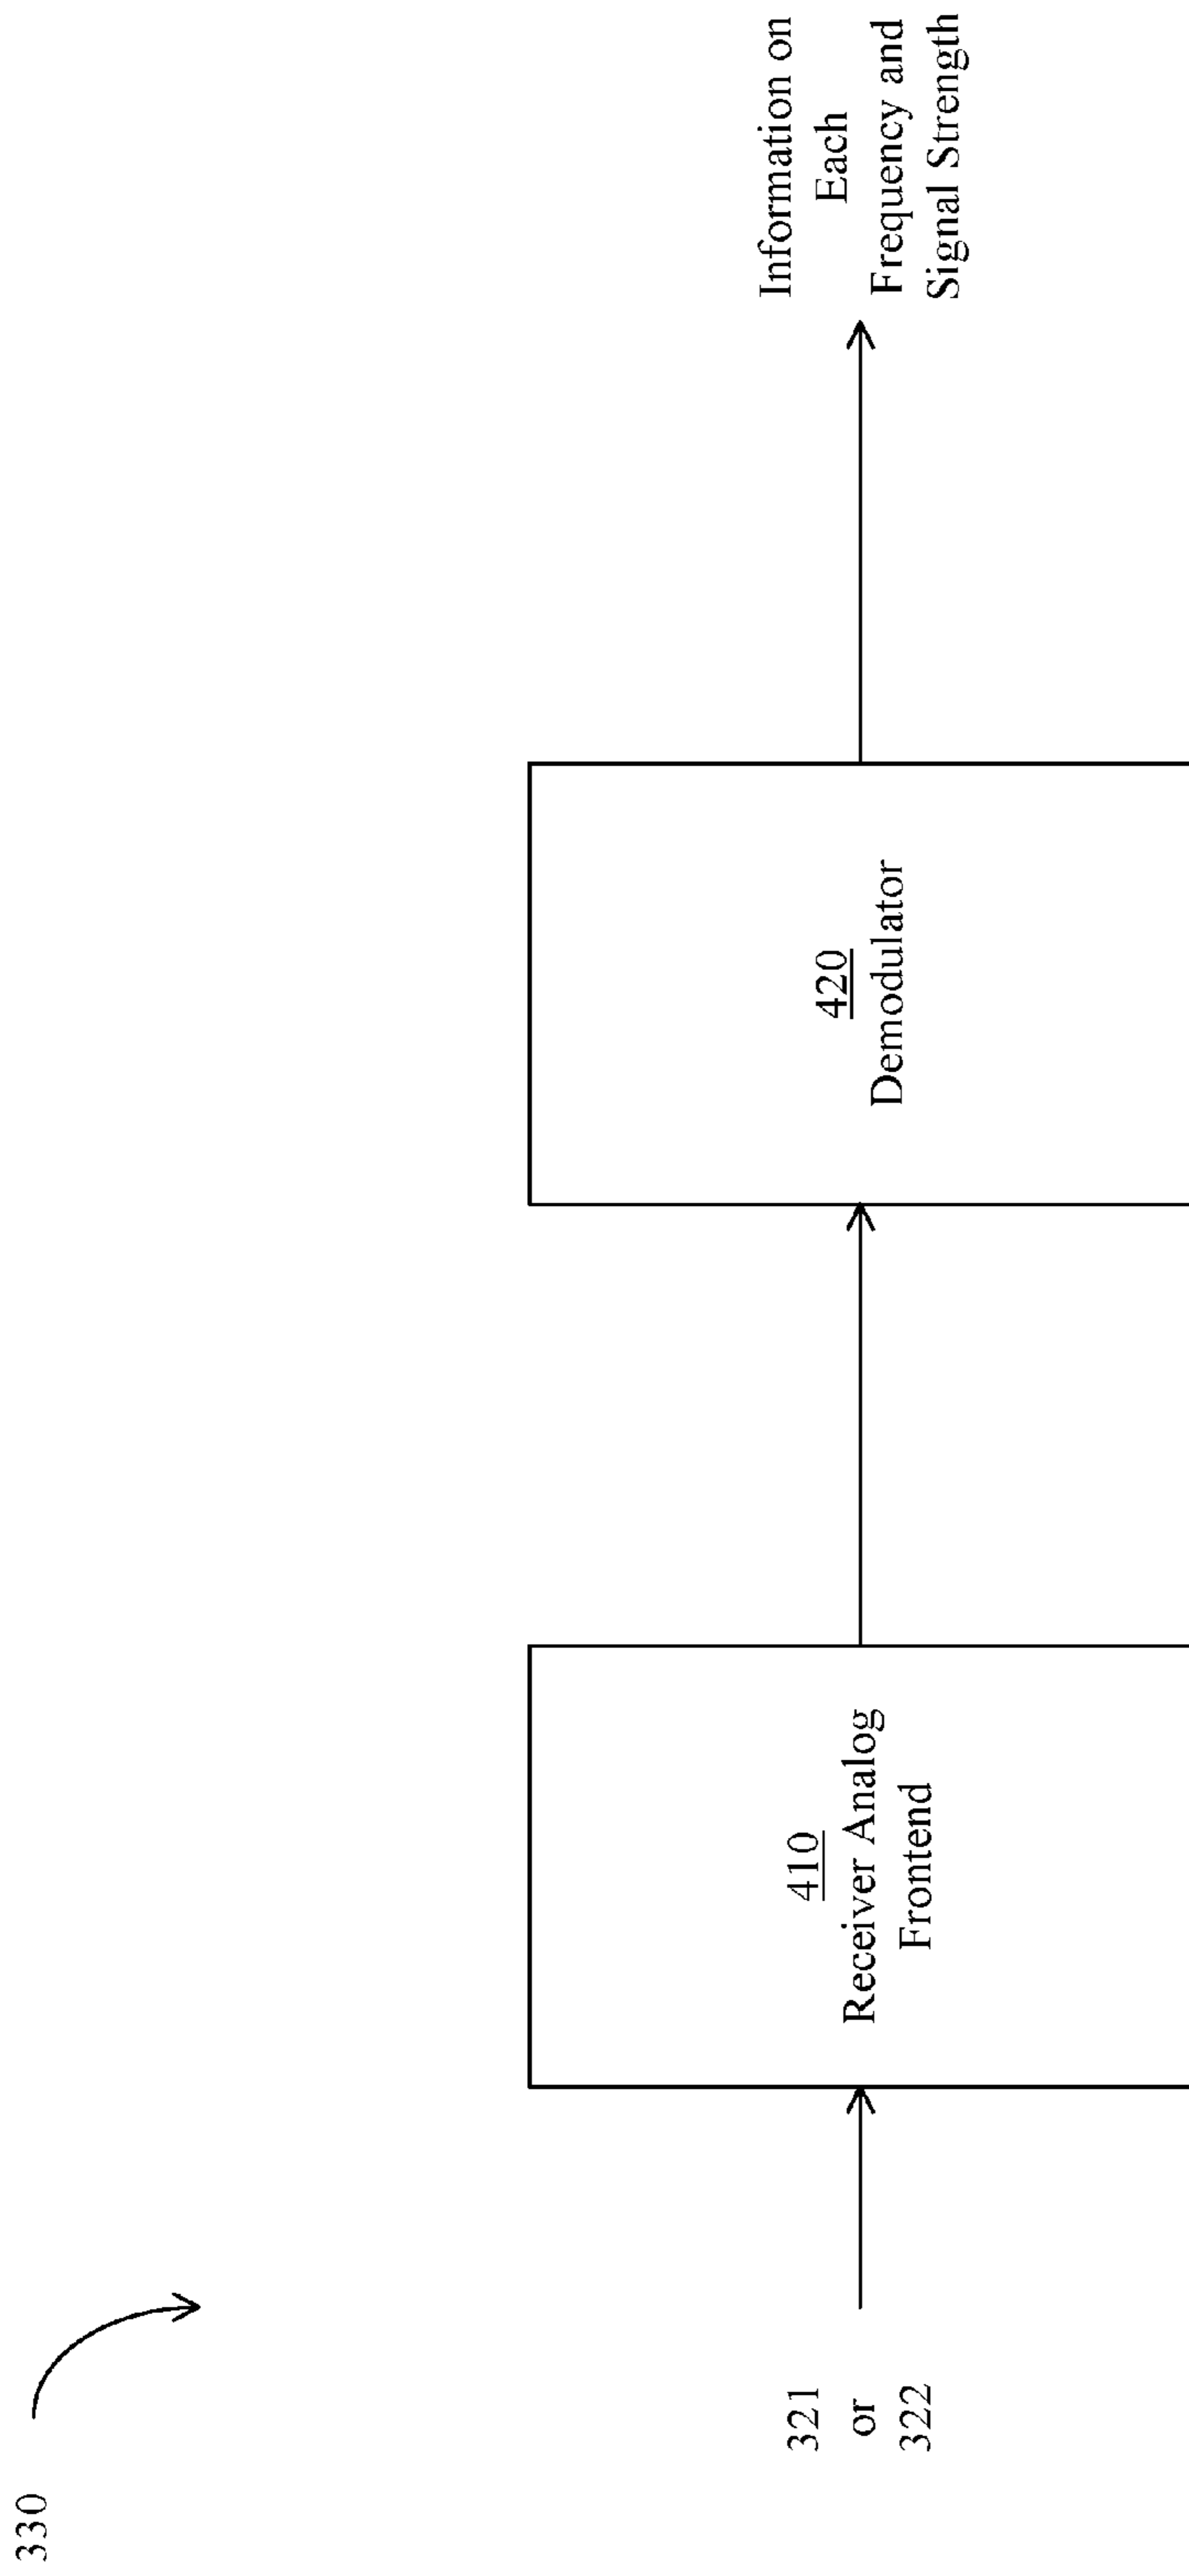 330
321
or
322
410
Receiver Analog
Frontend
420
Demodulator
Information on
Each
Frequency and
Signal Strength